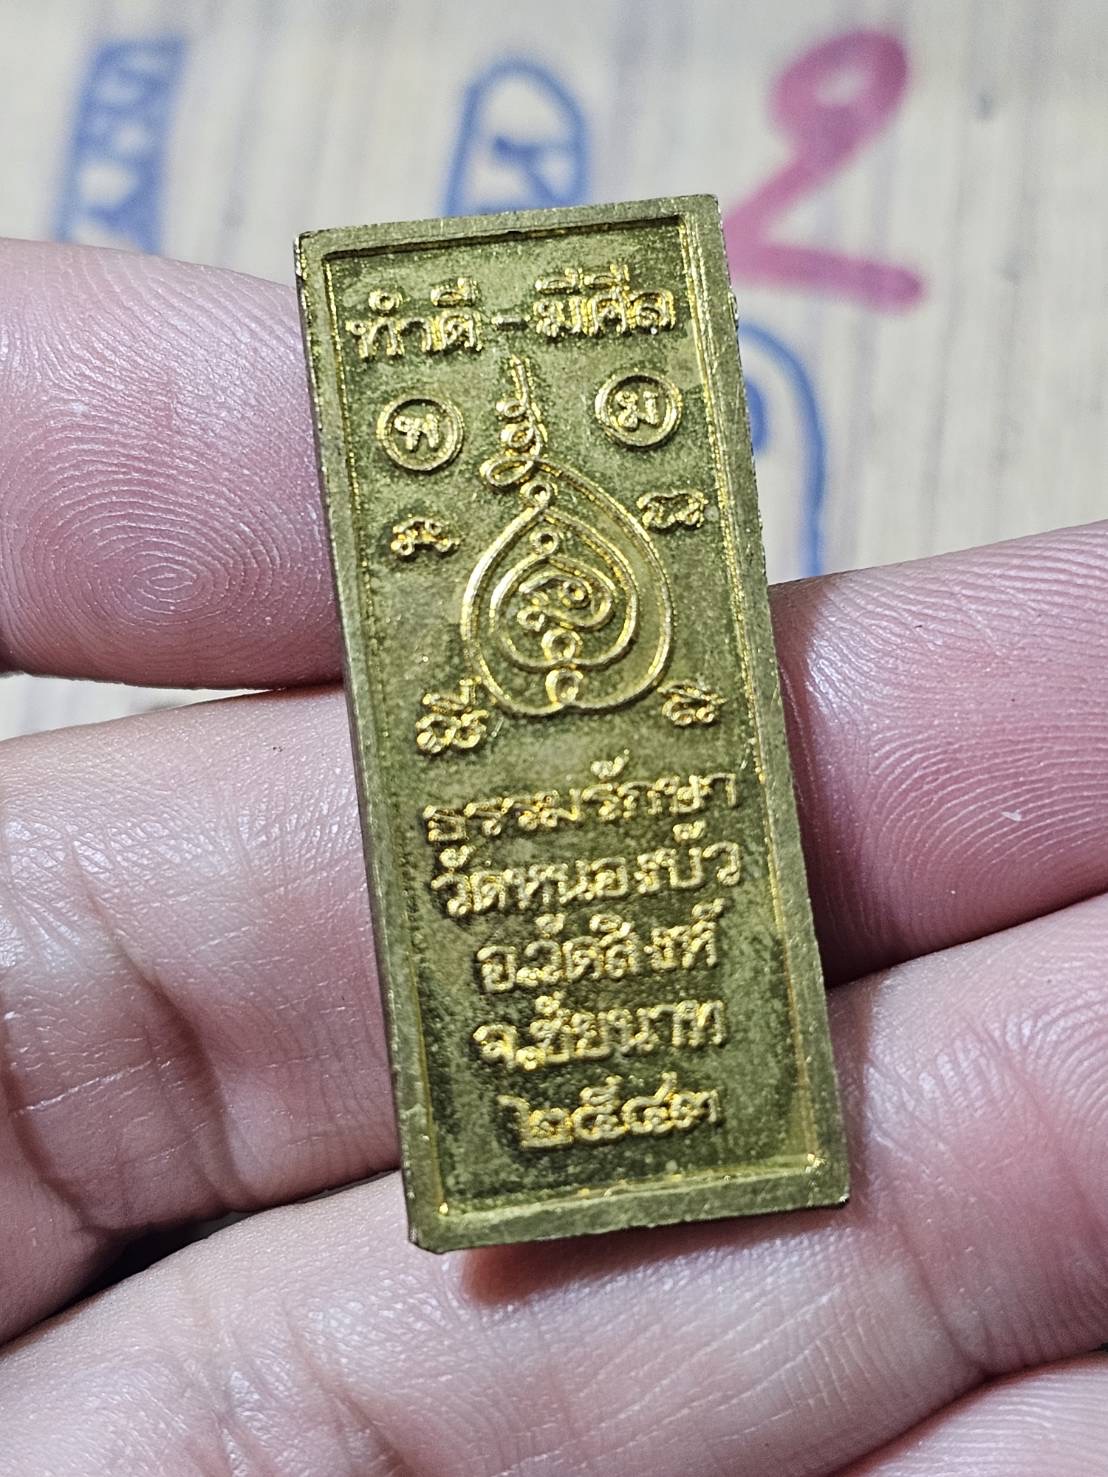 ทำดี - มีศีล
ธรรมรักษา
วัดหนองบัว
อ.วัดสิงห์
จ.ชัยนาท
๒๕๔๓